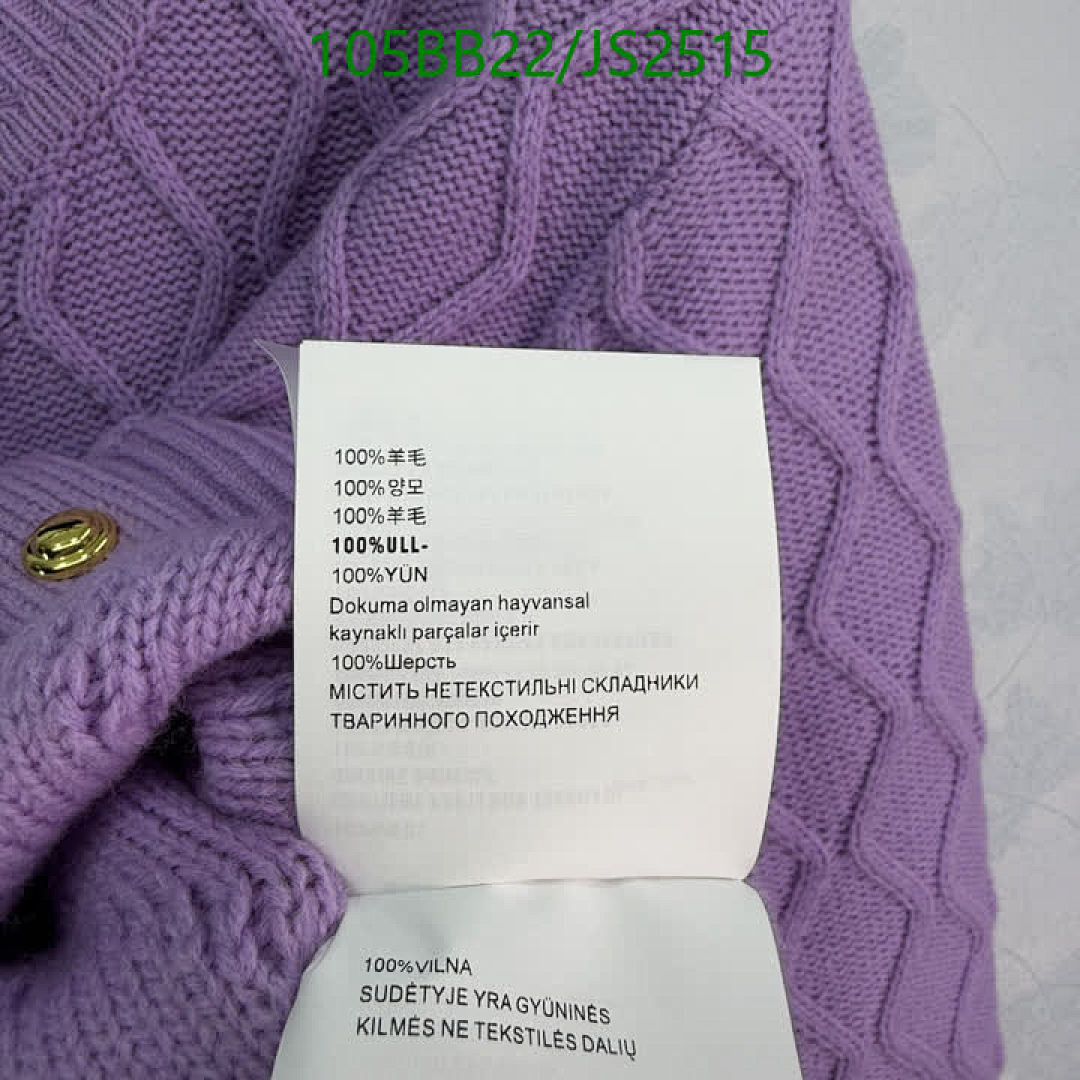 105BB22/JS2515
100%羊毛
100%양모
100%羊毛
100%ULL-
100%YÜN
Dokuma olmayan hayvansal
kaynaklı parçalar içerir
100%Шерсть
МІСТИТЬ НЕТЕКСТИЛЬНІ СКЛАДНИКИ
ТВАРИННОГО ПОХОДЖЕННЯ
100%VILNA
SUDĖTYJE YRA GYŪNINĖS
KILMĖS NE TEKSTILĖS DALIŲ